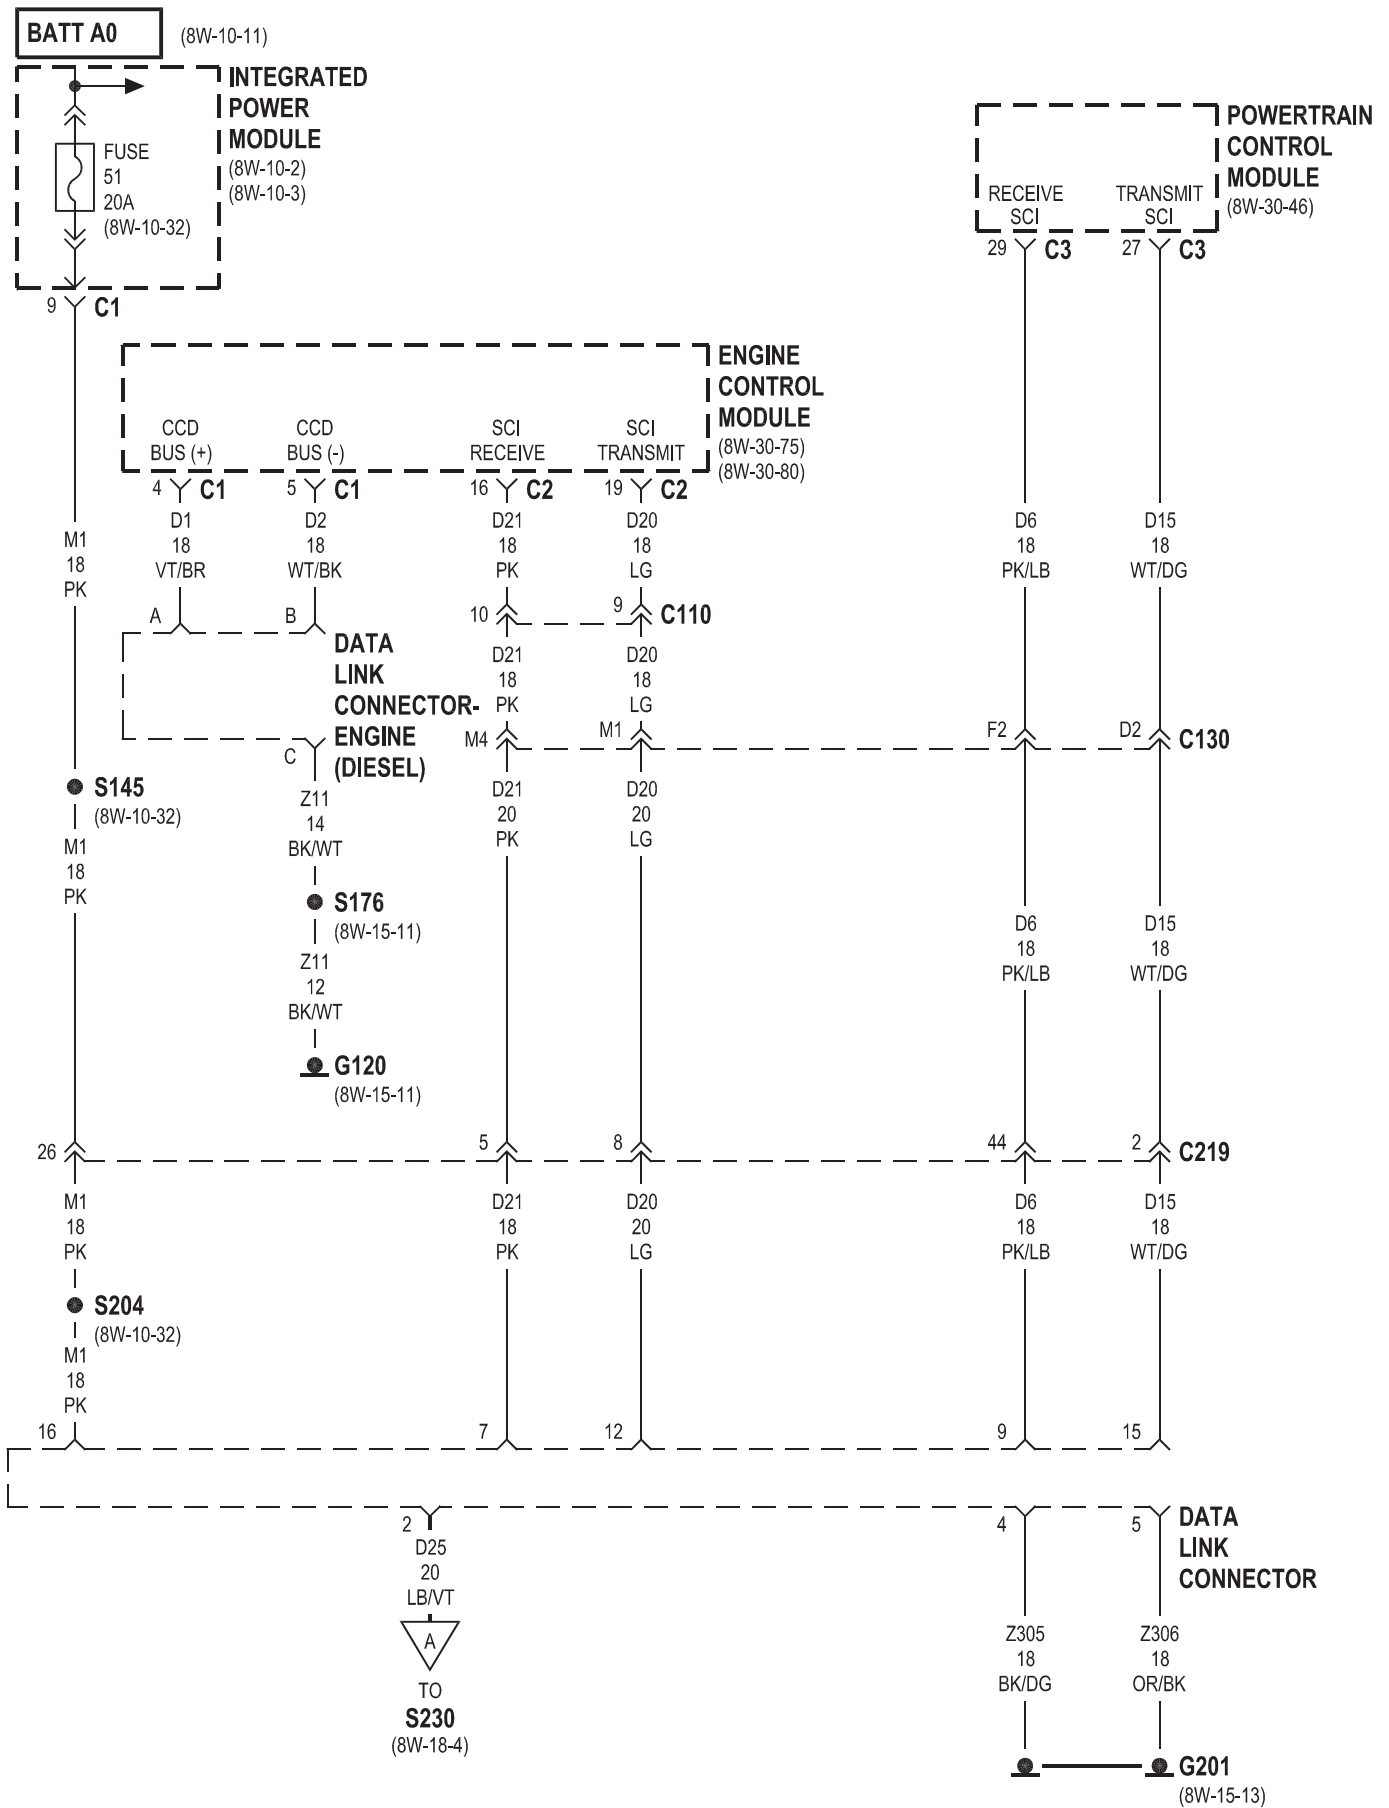 BATT A0
(8W-10-11)
INTEGRATED
POWER
MODULE
(8W-10-2)
(8W-10-3)
FUSE
51
20A
(8W-10-32)
9
C1
POWERTRAIN
CONTROL
MODULE
(8W-30-46)
RECEIVE
SCI
TRANSMIT
SCI
29
C3
27
C3
ENGINE
CONTROL
MODULE
(8W-30-75)
(8W-30-80)
CCD
BUS (+)
CCD
BUS (-)
SCI
RECEIVE
SCI
TRANSMIT
4
C1
5
C1
16
C2
19
C2
M1
18
PK
D1
18
VT/BR
D2
18
WT/BK
D21
18
PK
D20
18
LG
D6
18
PK/LB
D15
18
WT/DG
A
B
10
9
C110
DATA
LINK
CONNECTOR-
ENGINE
(DIESEL)
D21
18
PK
D20
18
LG
C
M4
M1
F2
D2
C130
S145
(8W-10-32)
M1
18
PK
Z11
14
BK/WT
D21
20
PK
D20
20
LG
S176
(8W-15-11)
Z11
12
BK/WT
D6
18
PK/LB
D15
18
WT/DG
G120
(8W-15-11)
26
5
8
44
2
C219
M1
18
PK
D21
18
PK
D20
20
LG
D6
18
PK/LB
D15
18
WT/DG
S204
(8W-10-32)
M1
18
PK
16
7
12
9
15
2
4
5
DATA
LINK
CONNECTOR
D25
20
LB/VT
A
TO
S230
(8W-18-4)
Z305
18
BK/DG
Z306
18
OR/BK
G201
(8W-15-13)